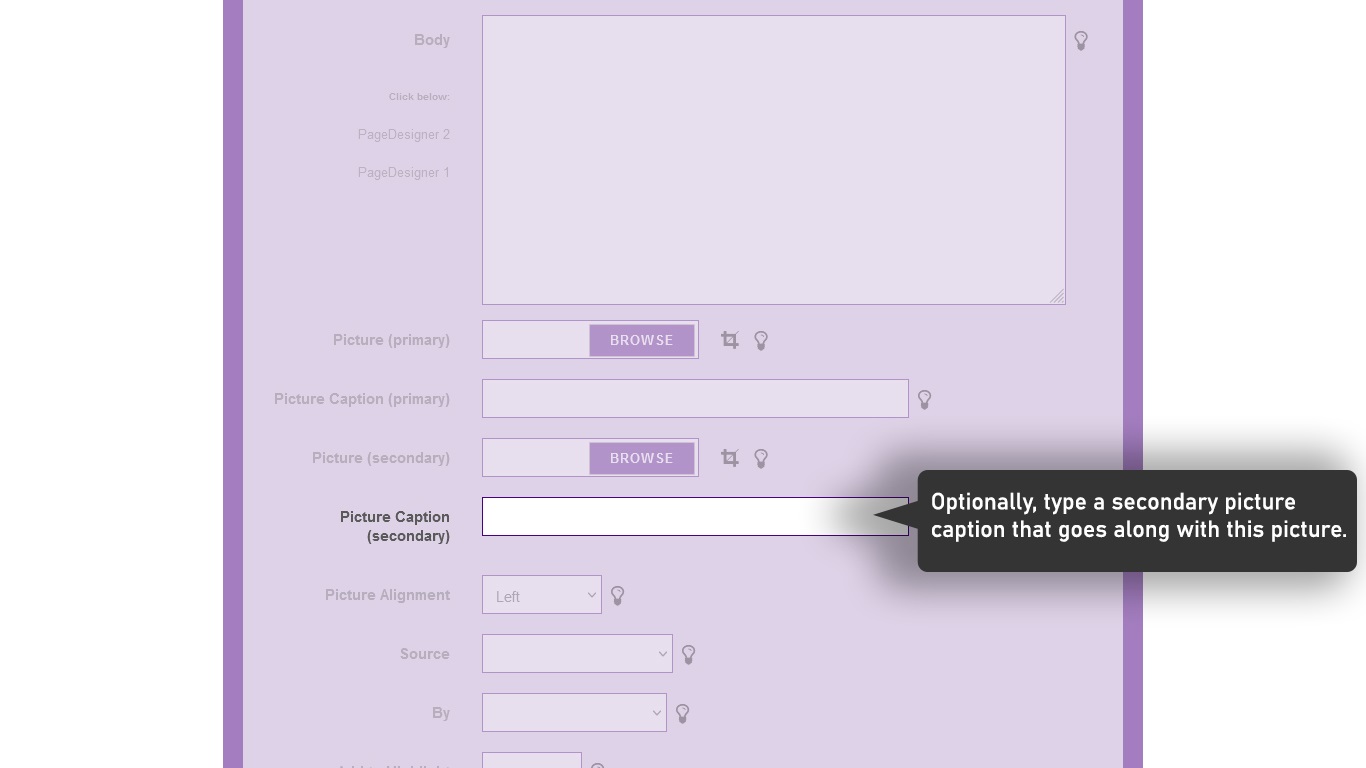 Body
Click below:
PageDesigner 2
PageDesigner 1
Picture (primary)
BROWSE
Picture Caption (primary)
Picture (secondary)
BROWSE
Picture Caption
(secondary)
Optionally, type a secondary picture
caption that goes along with this picture.
Picture Alignment
Left
Source
By